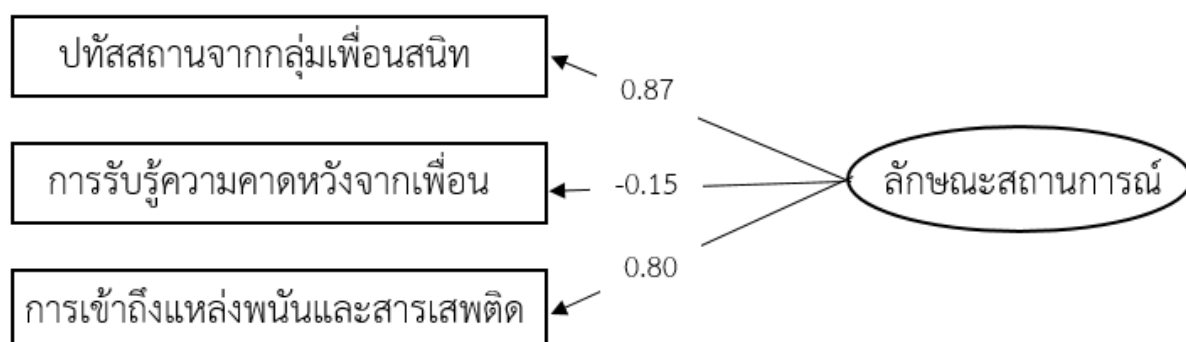 ปทัสสถานจากกลุ่มเพื่อนสนิท
0.87
การรับรู้ความคาดหวังจากเพื่อน
-0.15
ลักษณะสถานการณ์
0.80
การเข้าถึงแหล่งพนันและสารเสพติด